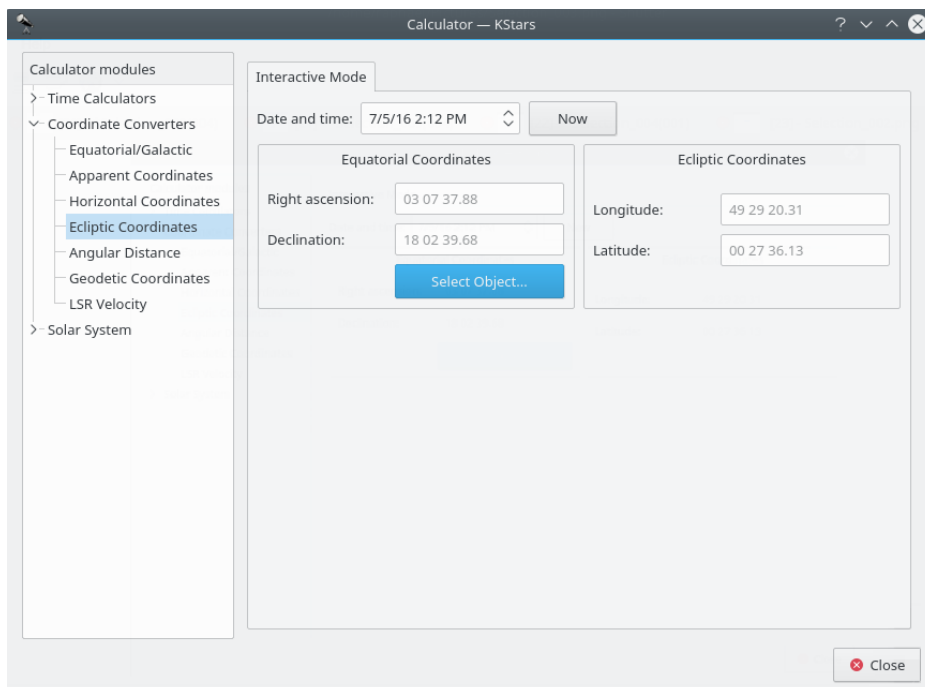 Calculator — KStars
Calculator modules
Time Calculators
Coordinate Converters
Equatorial/Galactic
Apparent Coordinates
Horizontal Coordinates
Ecliptic Coordinates
Angular Distance
Geodetic Coordinates
LSR Velocity
Solar System
Interactive Mode
Date and time: 7/5/16 2:12 PM Now
Equatorial Coordinates
Right ascension: 03 07 37.88
Declination: 18 02 39.68
Select Object...
Ecliptic Coordinates
Longitude: 49 29 20.31
Latitude: 00 27 36.13
Close